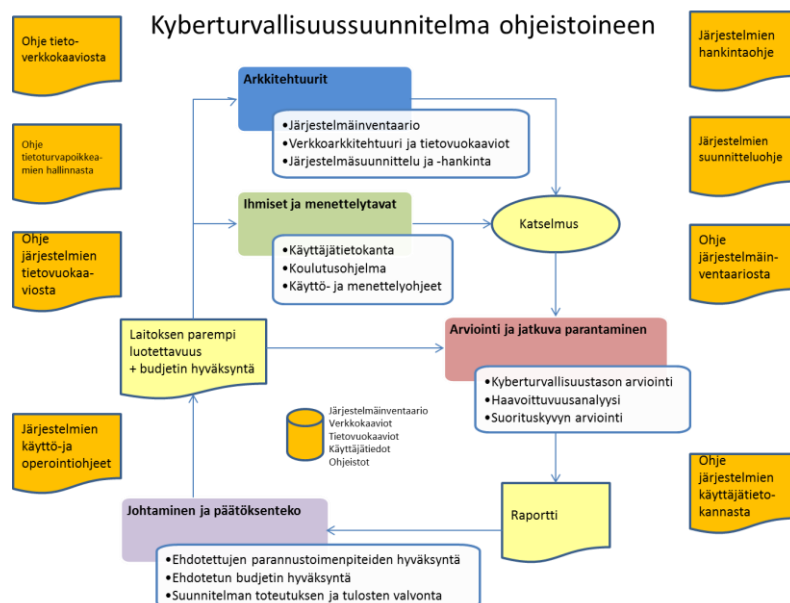 Kyberturvallisuussuunnitelma ohjeistoineen
Ohje tieto-
verkkokaaviosta
Ohje
tietoturvapoikkea-
mien hallinnasta
Ohje
järjestelmien
tietovuokaa-
viosta
Järjestelmien
käyttö-ja
operointiohjeet
Arkkitehtuurit
•Järjestelmäinventaario
•Verkkoarkkitehtuuri ja tietovuokaaviot
•Järjestelmäsuunnittelu ja -hankinta
Ihmiset ja menettelytavat
•Käyttäjätietokanta
•Koulutusohjelma
•Käyttö- ja menettelyohjeet
Katselmus
Laitoksen parempi
luotettavuus
+ budjetin hyväksyntä
Arviointi ja jatkuva parantaminen
•Kyberturvallisuustason arviointi
•Haavoittuvuusanalyysi
•Suorituskyvyn arviointi
Järjestelmäinventaario
Verkkokaaviot
Tietovuokaaviot
Käyttäjätiedot
Ohjeistot
Raportti
Johtaminen ja päätöksenteko
•Ehdotettujen parannustoimenpiteiden hyväksyntä
•Ehdotetun budjetin hyväksyntä
•Suunnitelman toteutuksen ja tulosten valvonta
Järjestelmien
hankintaohje
Järjestelmien
suunnitteluohje
Ohje
järjestelmäin-
ventaariosta
Ohje
järjestelmien
käyttäjätieto-
kannasta